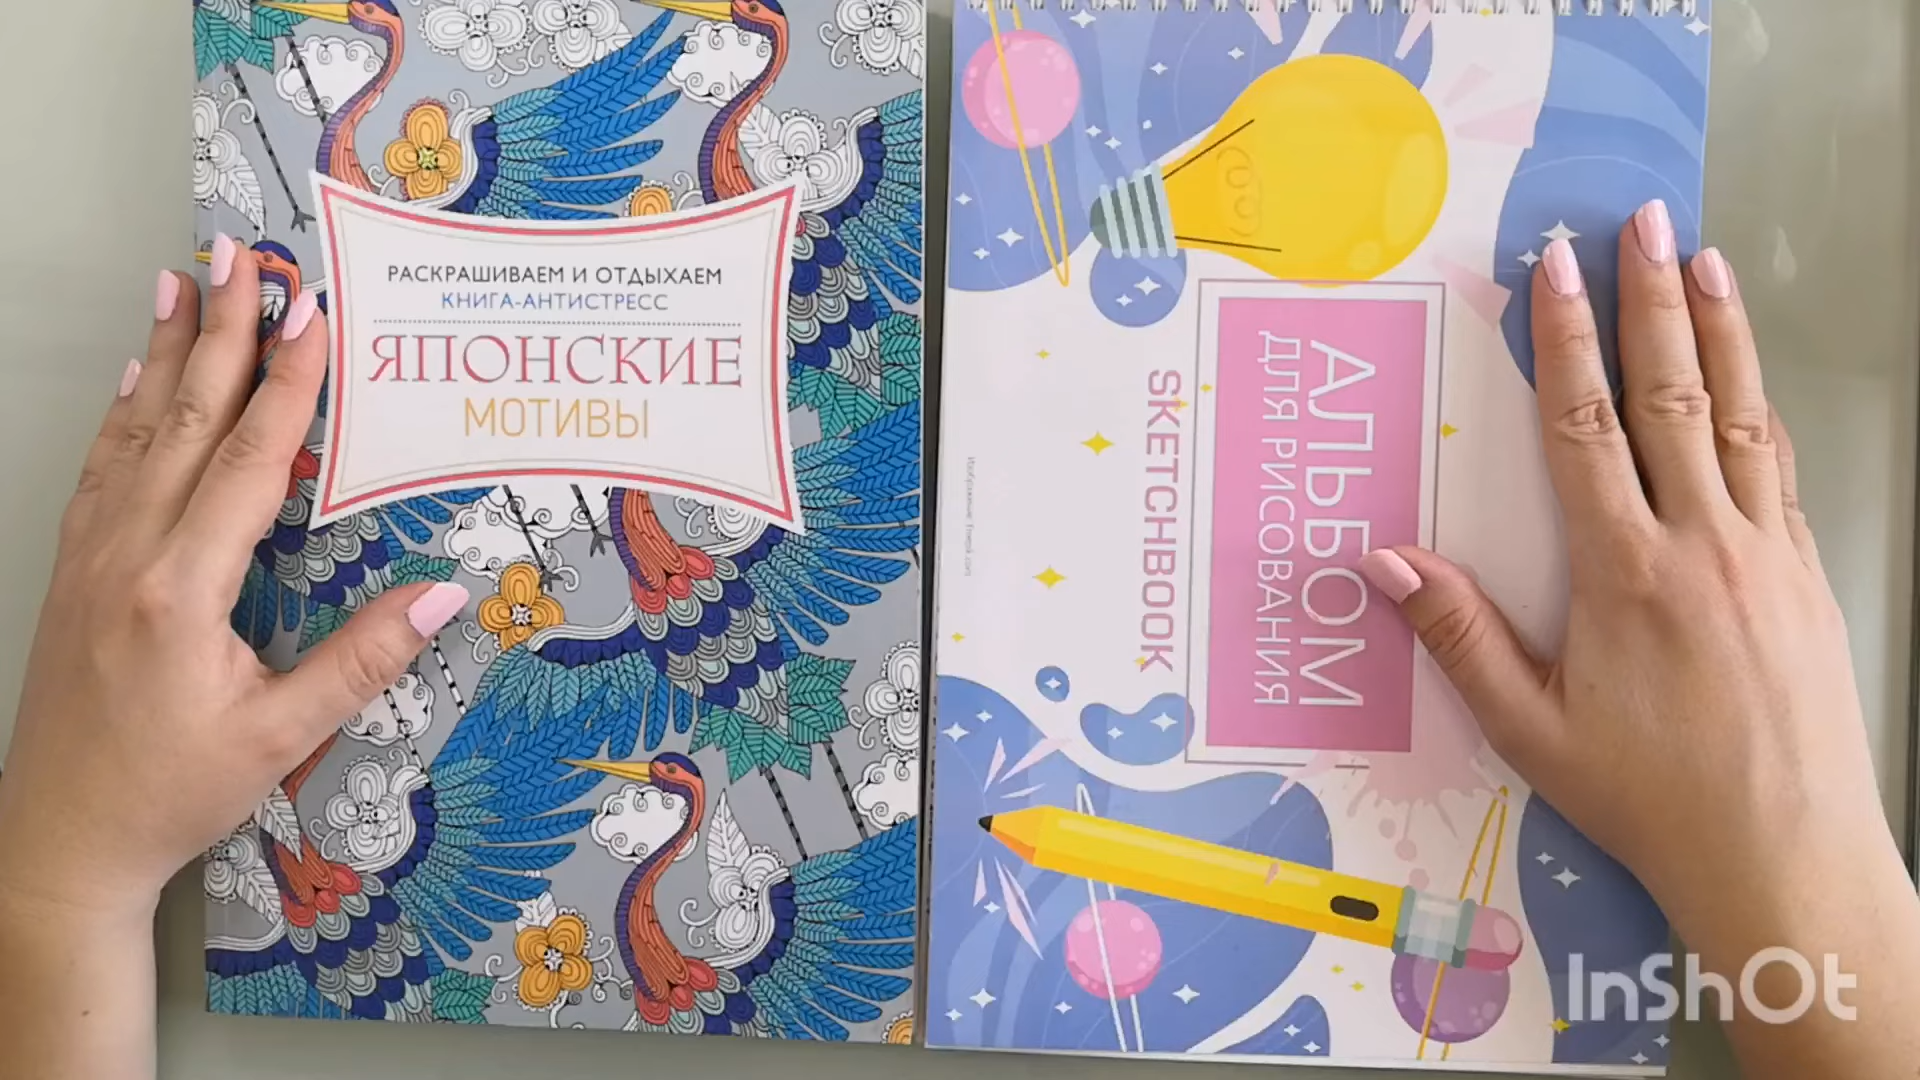 РАСКРАШИВАЕМ И ОТДЫХАЕМ
КНИГА-АНТИСТРЕСС
ЯПОНСКИЕ
МОТИВЫ
АЛЬБОМ
ДЛЯ РИСОВАНИЯ
SKETCHBOOK
InShOt